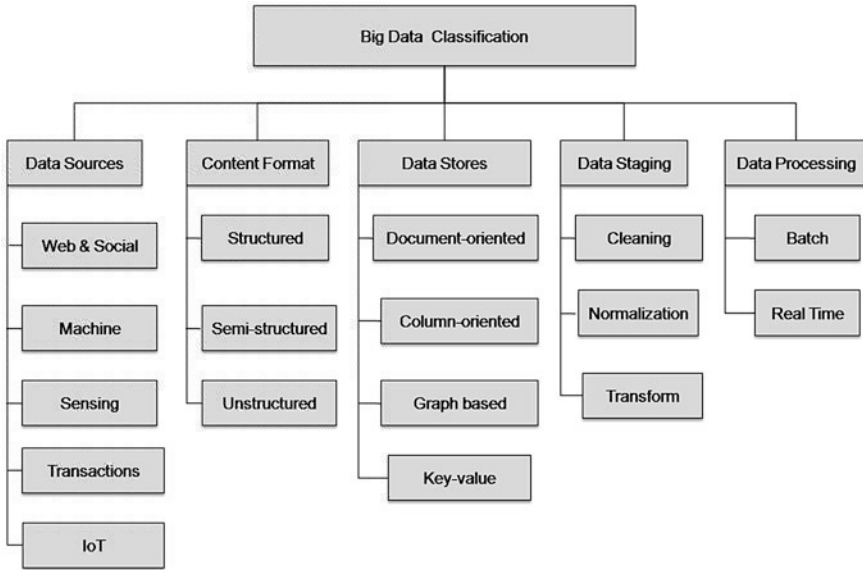 Big Data Classification
Data Sources
Content Format
Data Stores
Data Staging
Data Processing
Web & Social
Machine
Sensing
Transactions
IoT
Structured
Semi-structured
Unstructured
Document-oriented
Column-oriented
Graph based
Key-value
Cleaning
Normalization
Transform
Batch
Real Time